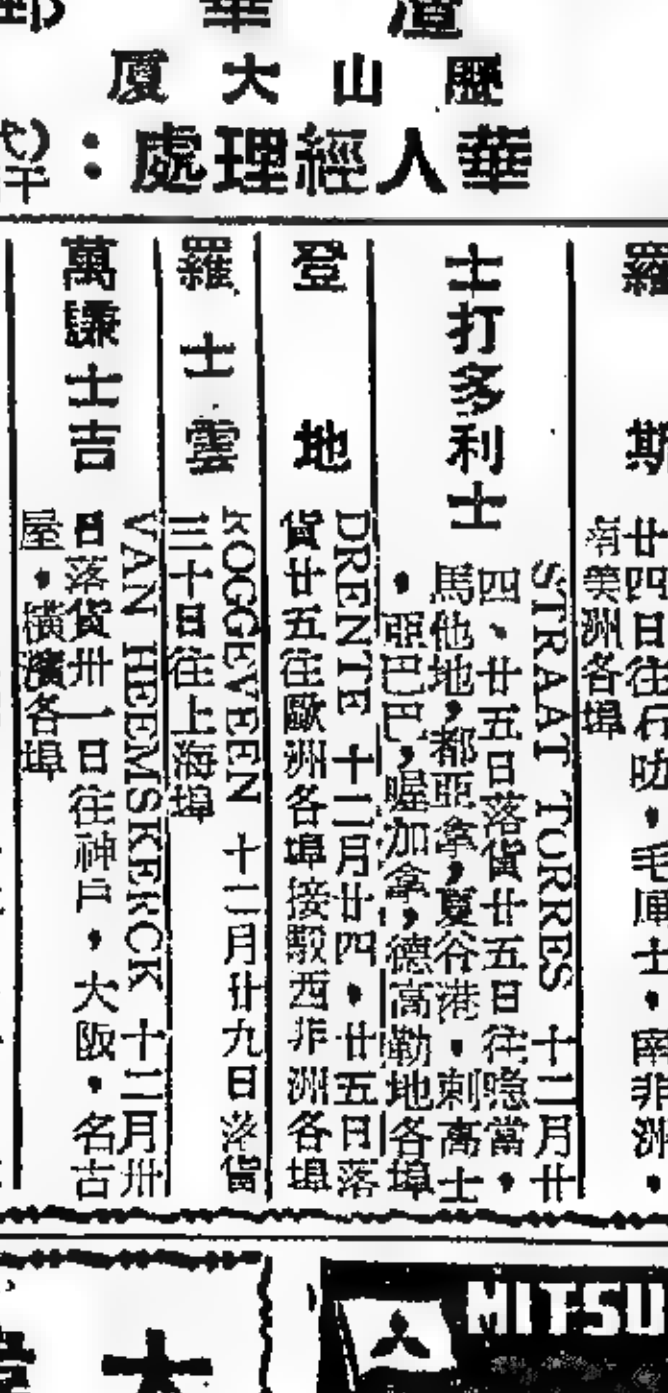 厦大山歷
：處理經人華
羅斯
廿四日往石叻，毛厘士，南非洲，
南美洲各埠
士打多利士
STRAAT TORRES 十二月廿
四、廿五日落貨廿五日往隐當，
馬他地，都亞拿，夏谷港，刺高士
，亞巴巴，喔加拿，德高勒地各埠
登地
DRENTE 十二月廿四，廿五日落
貨廿五往歐洲各埠接駁西非洲各埠
羅士雲
ROGGEVEEN 十二月廿九日落貨
三十日往上海埠
萬謙士吉
VAN HEEMSKERCK 十二月卅
日落貨卅一日往神戶，大阪，名古
屋，橫濱各埠
MITSU
大